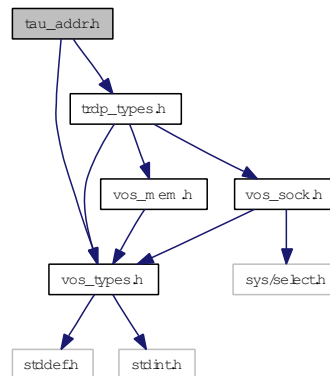 tau_addr.h
trdp_types.h
vos_mem.h
vos_sock.h
vos_types.h
sys/select.h
stddef.h
stdint.h